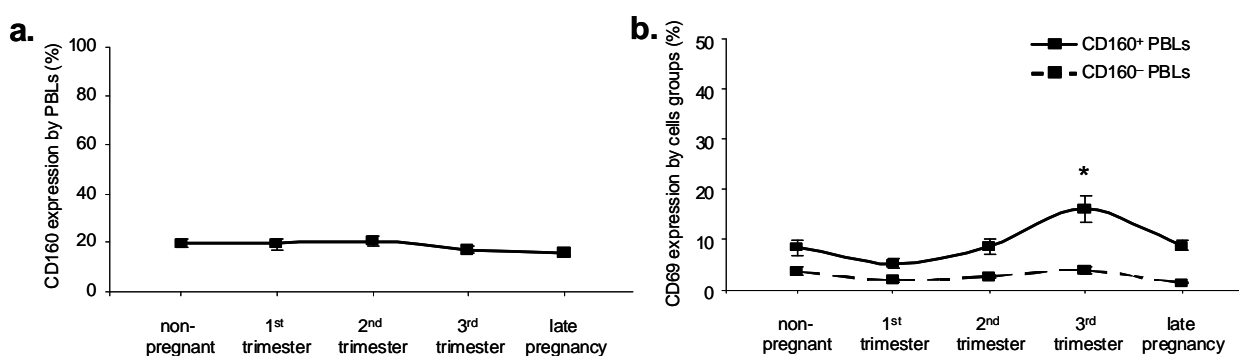 a.
CD160 expression by PBLs (%)
100
80
60
40
20
0
non-
pregnant
1st
trimester
2nd
trimester
3rd
trimester
late
pregnancy
b.
CD69 expression by cells groups (%)
50
40
30
20
10
0
CD160+ PBLs
CD160– PBLs
*
non-
pregnant
1st
trimester
2nd
trimester
3rd
trimester
late
pregnancy